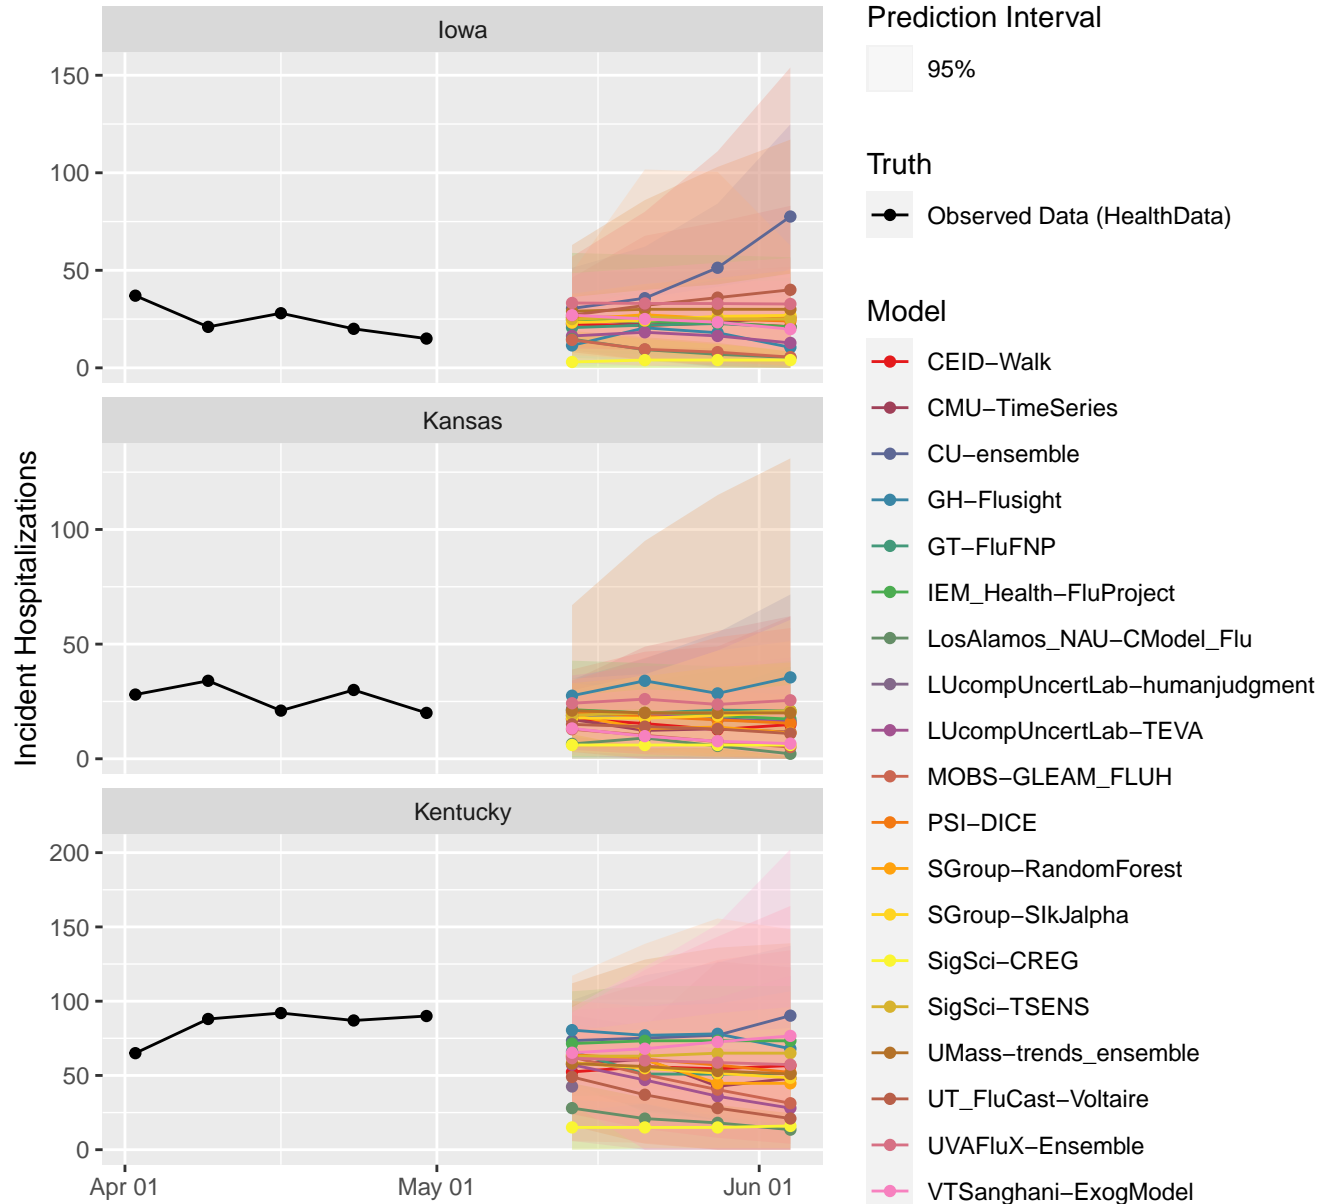 Iowa
150
100
50
0
Kansas
100
50
0
Kentucky
200
150
100
50
0
Apr 01
May 01
Jun 01
Incident Hospitalizations
Prediction Interval
95%
Truth
Observed Data (HealthData)
Model
CEID−Walk
CMU−TimeSeries
CU−ensemble
GH−Flusight
GT−FluFNP
IEM_Health−FluProject
LosAlamos_NAU−CModel_Flu
LUcompUncertLab−humanjudgment
LUcompUncertLab−TEVA
MOBS−GLEAM_FLUH
PSI−DICE
SGroup−RandomForest
SGroup−SIkJalpha
SigSci−CREG
SigSci−TSENS
UMass−trends_ensemble
UT_FluCast−Voltaire
UVAFluX−Ensemble
VTSanghani−ExogModel